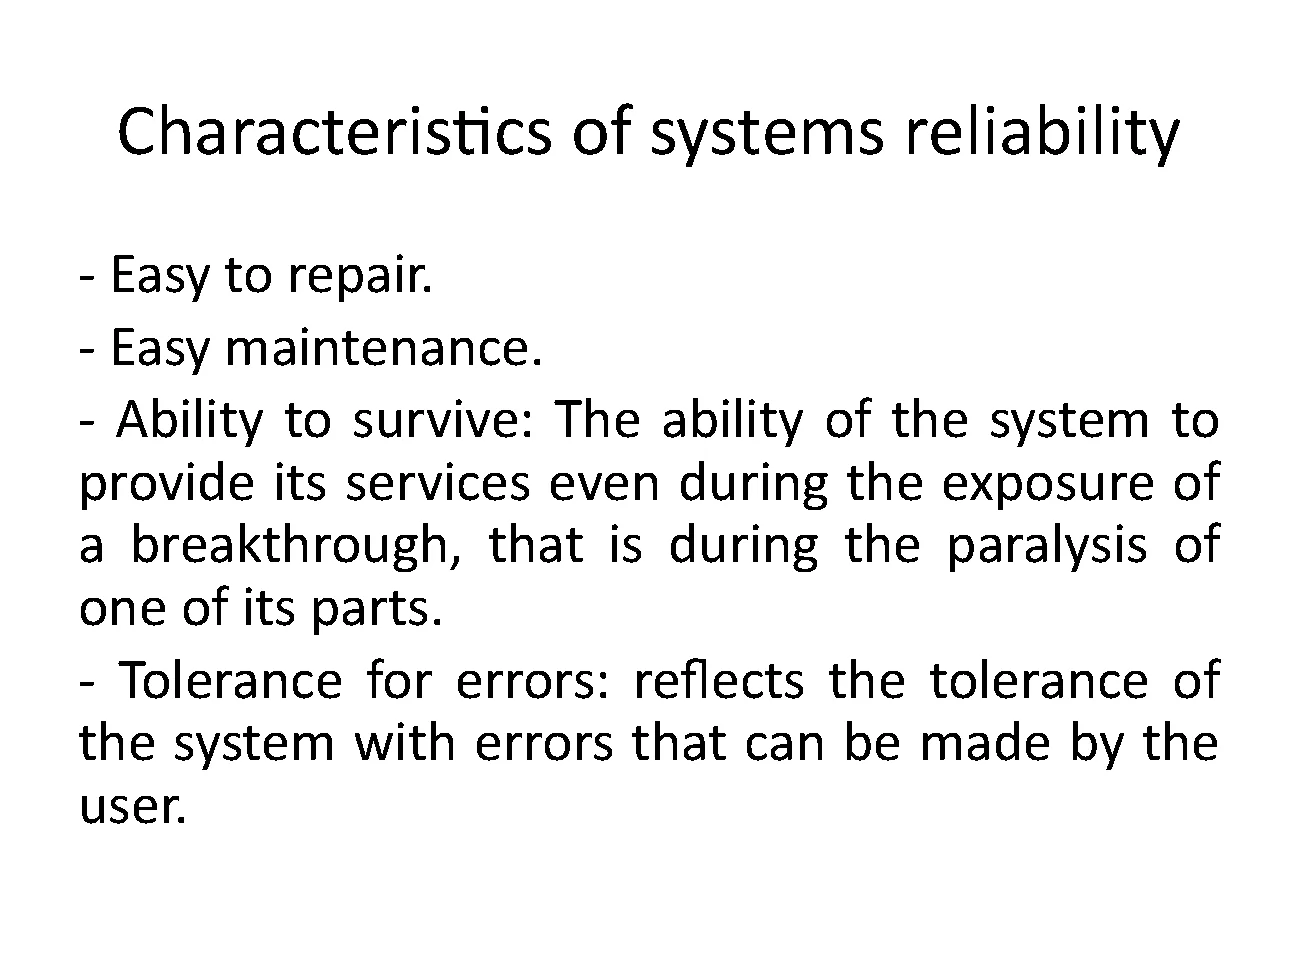 Characteristics of systems reliability
- Easy to repair.
- Easy maintenance.
- Ability to survive: The ability of the system to
provide its services even during the exposure of
a breakthrough, that is during the paralysis of
one of its parts.
- Tolerance for errors: reflects the tolerance of
the system with errors that can be made by the
user.